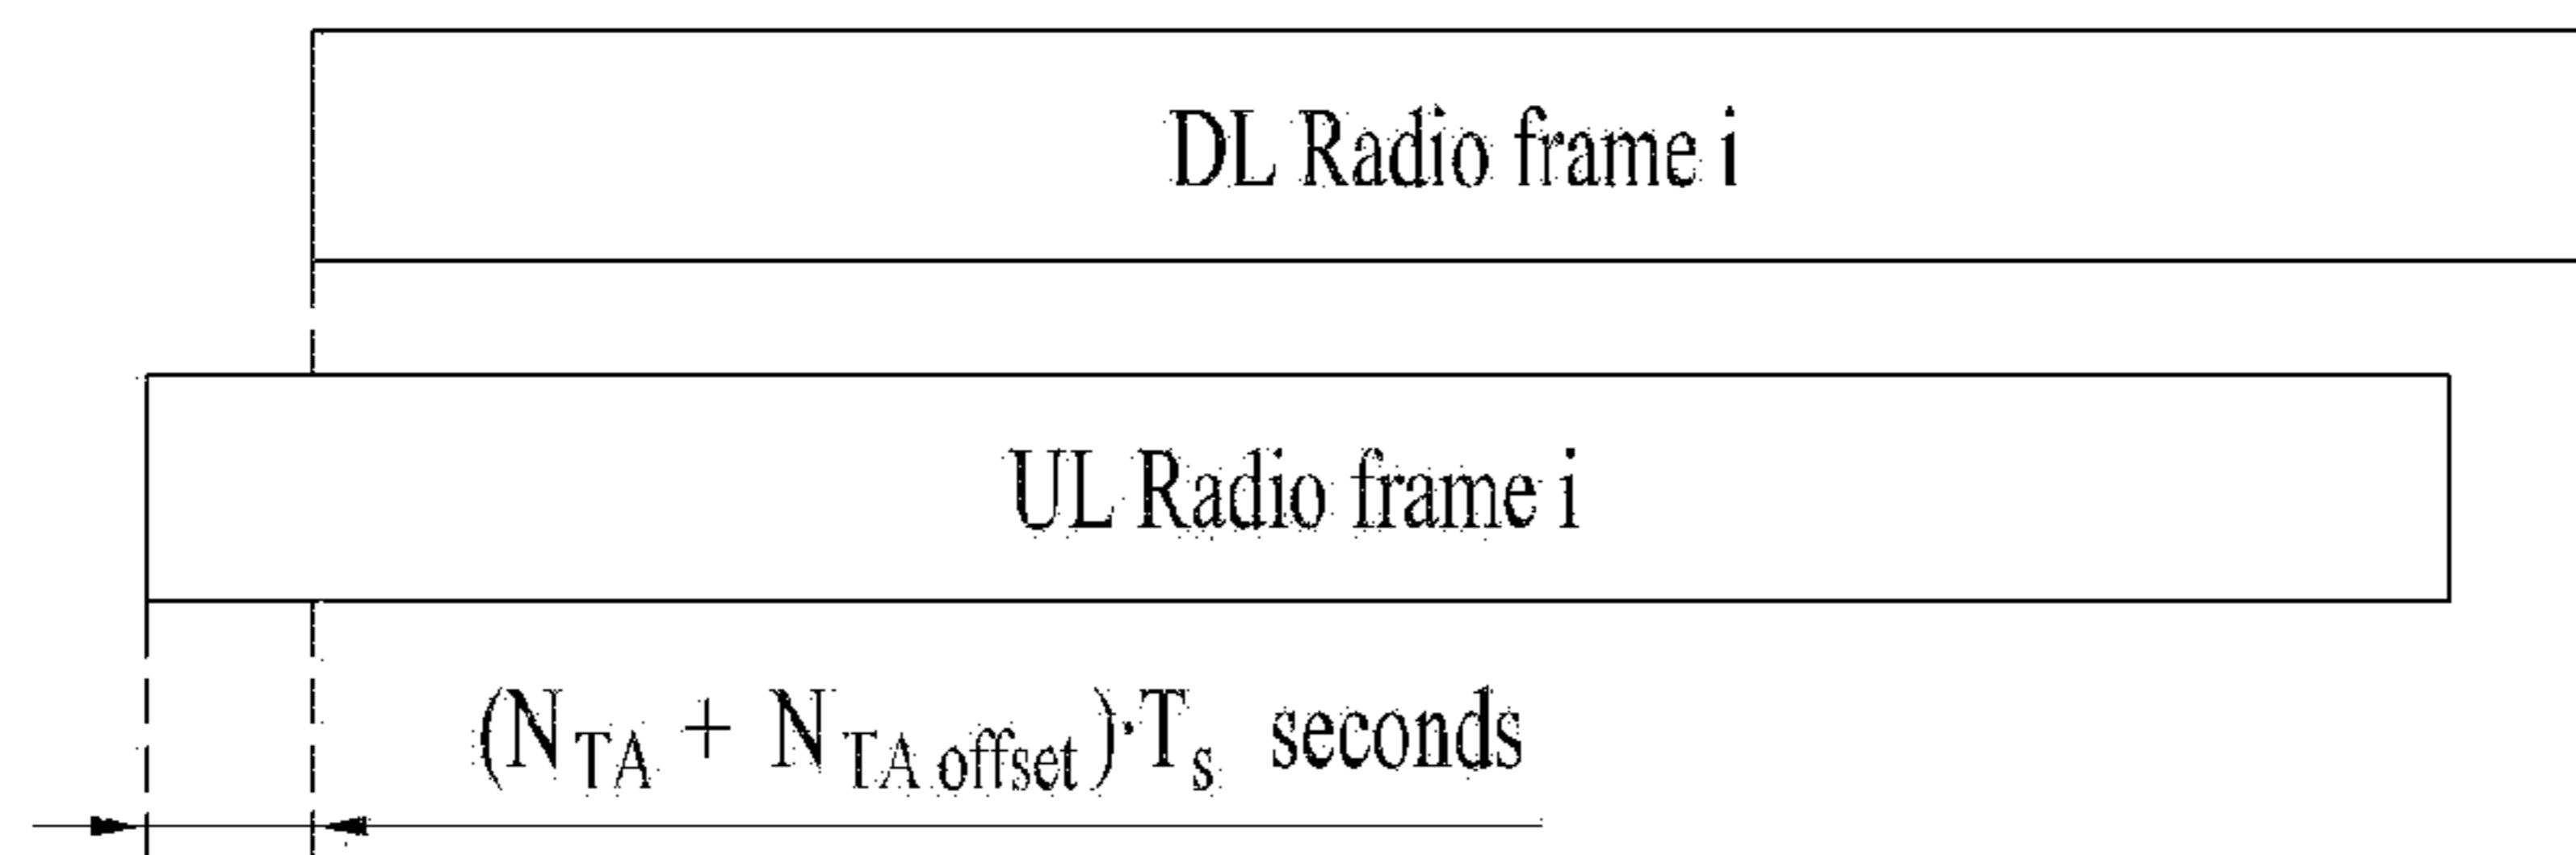 DL Radio frame i
UL Radio frame i
(N_TA + N_TA offset)·T_s seconds